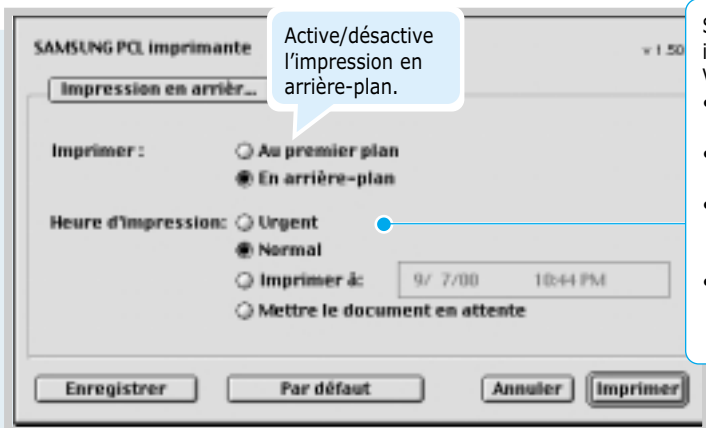 SAMSUNG PCL imprimante
v 1.50
Active/désactive
l'impression en
arrière-plan.
Impression en arrièr...
Imprimer :
Au premier plan
En arrière-plan
Heure d'impression:
Urgent
Normal
Imprimer à:
9/ 7/00 10:44 PM
Mettre le document en attente
Enregistrer
Par défaut
Annuler
Imprimer